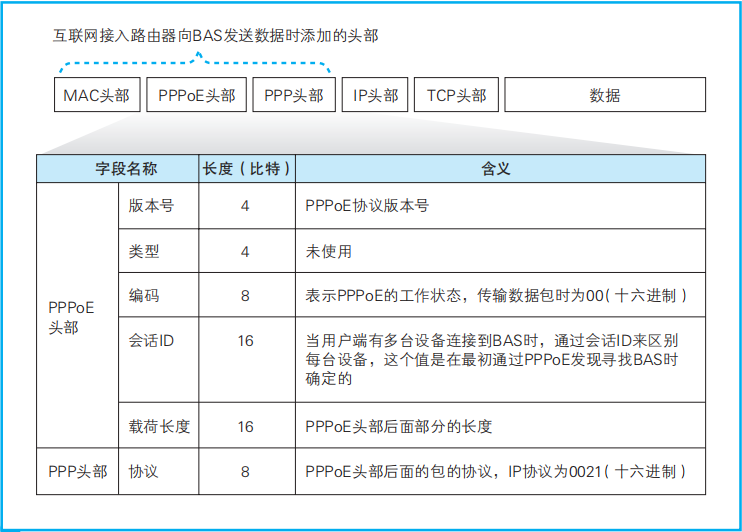 互联网接入路由器向BAS发送数据时添加的头部
MAC头部 PPPoE头部 PPP头部 IP头部 TCP头部 数据
字段名称 长度（比特） 含义
PPPoE
头部
版本号 4 PPPoE协议版本号
类型 4 未使用
编码 8 表示PPPoE的工作状态，传输数据包时为00（十六进制）
会话ID 16 当用户端有多台设备连接到BAS时，通过会话ID来区别
每台设备，这个值是在最初通过PPPoE发现寻找BAS时
确定的
载荷长度 16 PPPoE头部后面部分的长度
PPP头部 协议 8 PPPoE头部后面的包的协议，IP协议为0021（十六进制）